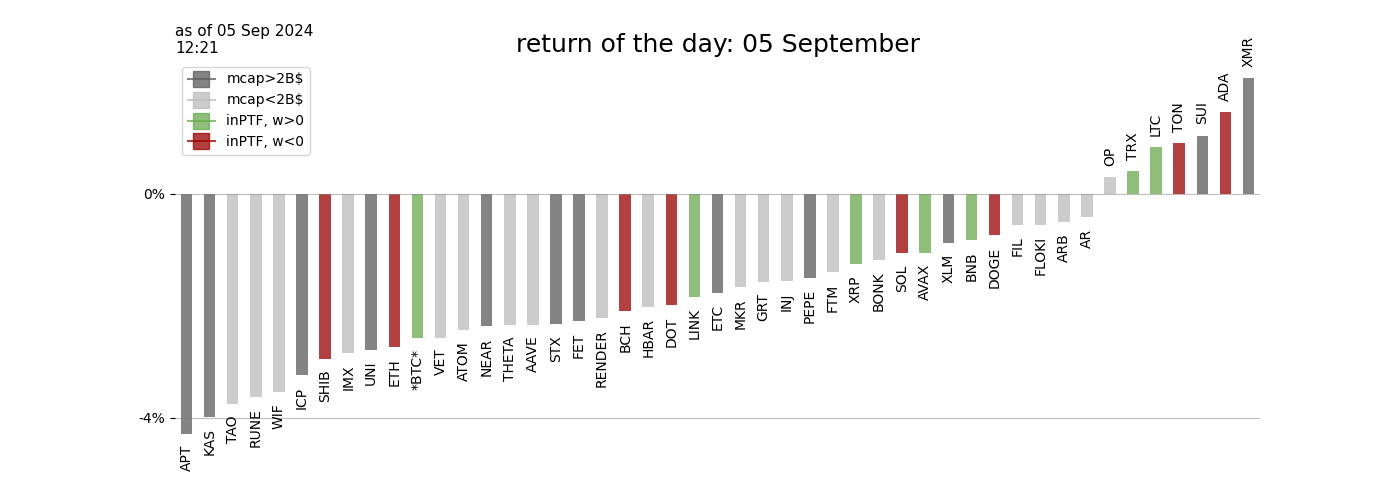 as of 05 Sep 2024
12:21
return of the day: 05 September
mcap>2B$
mcap<2B$
inPTF, w>0
inPTF, w<0
0%
-4%
APT
KAS
TAO
RUNE
WIF
ICP
SHIB
IMX
UNI
ETH
*BTC*
VET
ATOM
NEAR
THETA
AAVE
STX
FET
RENDER
BCH
HBAR
DOT
LINK
ETC
MKR
GRT
INJ
PEPE
FTM
XRP
BONK
SOL
AVAX
XLM
BNB
DOGE
FIL
FLOKI
ARB
AR
OP
TRX
LTC
TON
SUI
ADA
XMR